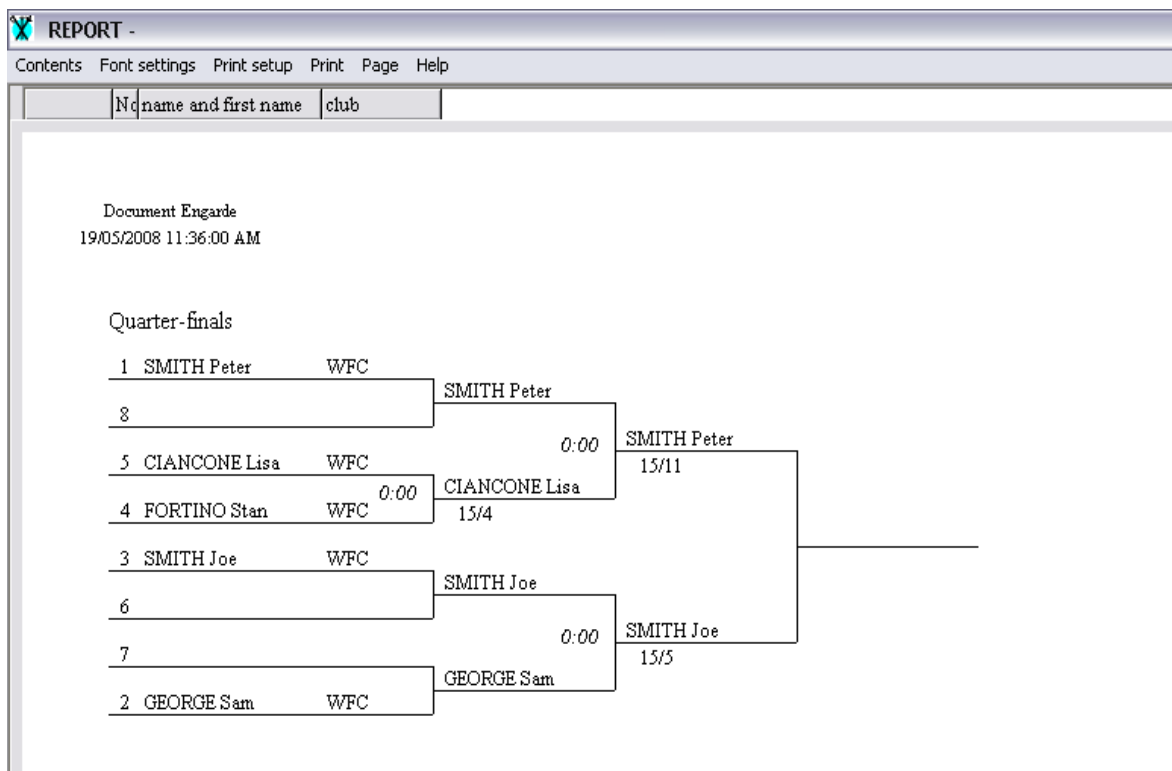 REPORT -
Contents Font settings Print setup Print Page Help
No name and first name club
Document Engarde
19/05/2008 11:36:00 AM
Quarter-finals
1 SMITH Peter WFC
SMITH Peter
8
0:00 SMITH Peter
5 CIANCONE Lisa WFC
15/11
0:00 CIANCONE Lisa
4 FORTINO Stan WFC
15/4
3 SMITH Joe WFC
SMITH Joe
6
0:00 SMITH Joe
7
15/5
GEORGE Sam
2 GEORGE Sam WFC